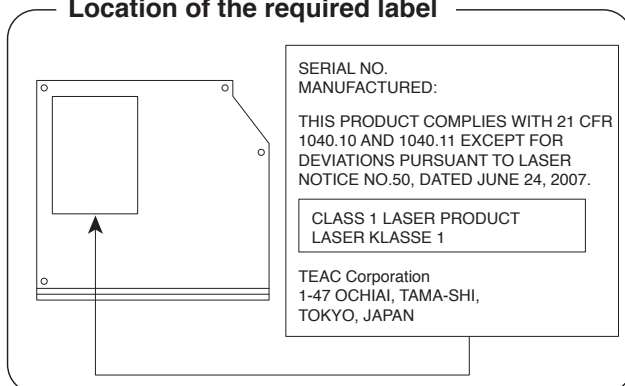 Location of the required label
SERIAL NO.
MANUFACTURED:
THIS PRODUCT COMPLIES WITH 21 CFR
1040.10 AND 1040.11 EXCEPT FOR
DEVIATIONS PURSUANT TO LASER
NOTICE NO.50, DATED JUNE 24, 2007.
CLASS 1 LASER PRODUCT
LASER KLASSE 1
TEAC Corporation
1-47 OCHIAI, TAMA-SHI,
TOKYO, JAPAN